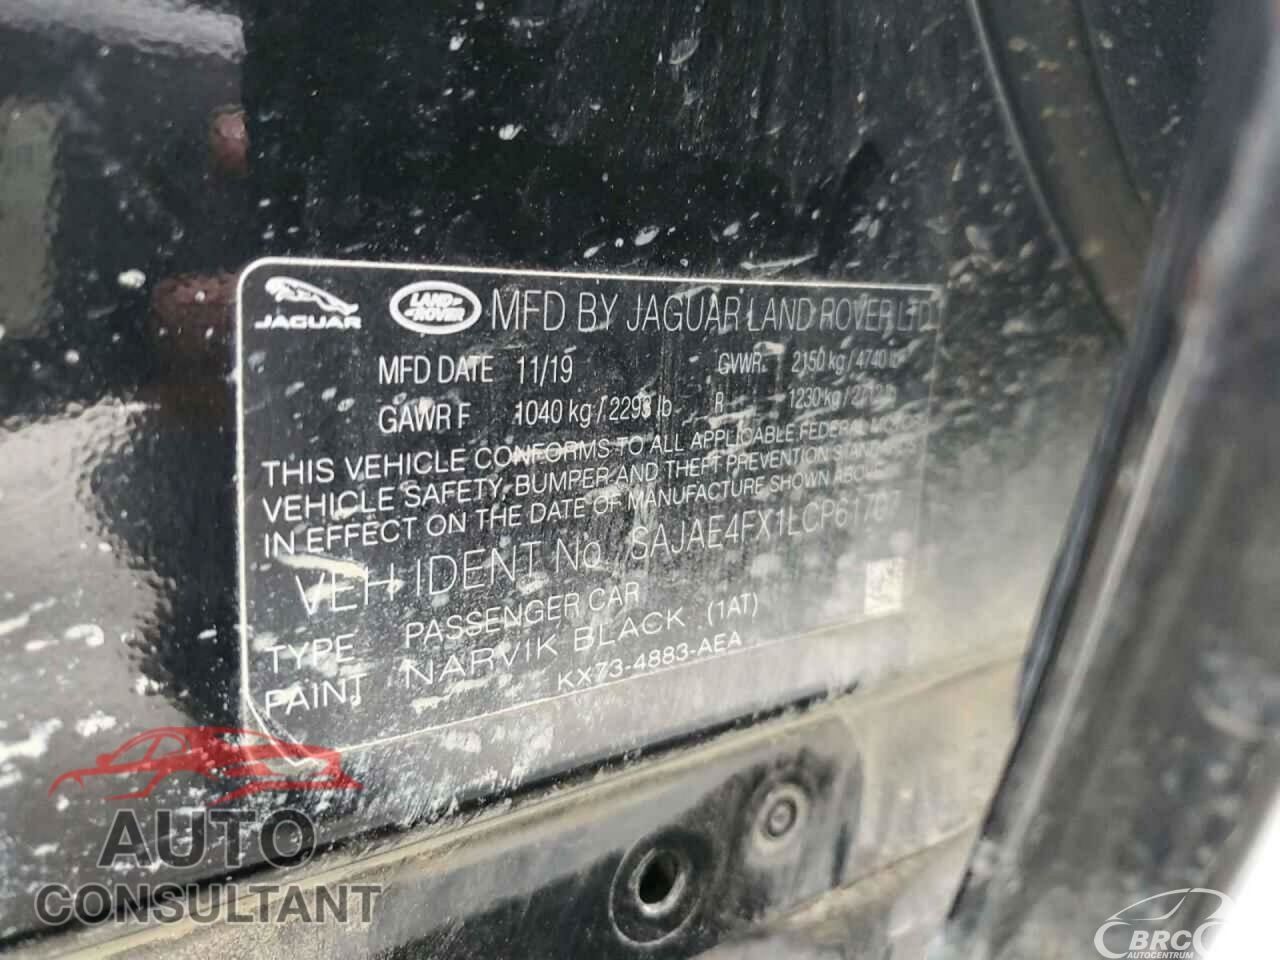 JAGUAR
LAND
ROVER
MFD BY JAGUAR LAND ROVER LTD
MFD DATE 11/19 GVWR 2150 kg / 4740 lb
GAWR F 1040 kg / 2293 lb R 1230 kg /
THIS VEHICLE CONFORMS TO ALL APPLICABLE FEDERAL MOTOR
VEHICLE SAFETY, BUMPER AND THEFT PREVENTION STANDARDS
IN EFFECT ON THE DATE OF MANUFACTURE SHOWN ABOVE
VEH IDENT No
TYPE PASSENGER CAR
PAINT NARVIK BLACK (1AT)
KX73-4883-AEA
AUTO
CONSULTANT
BRC
AUTOCENTRUM